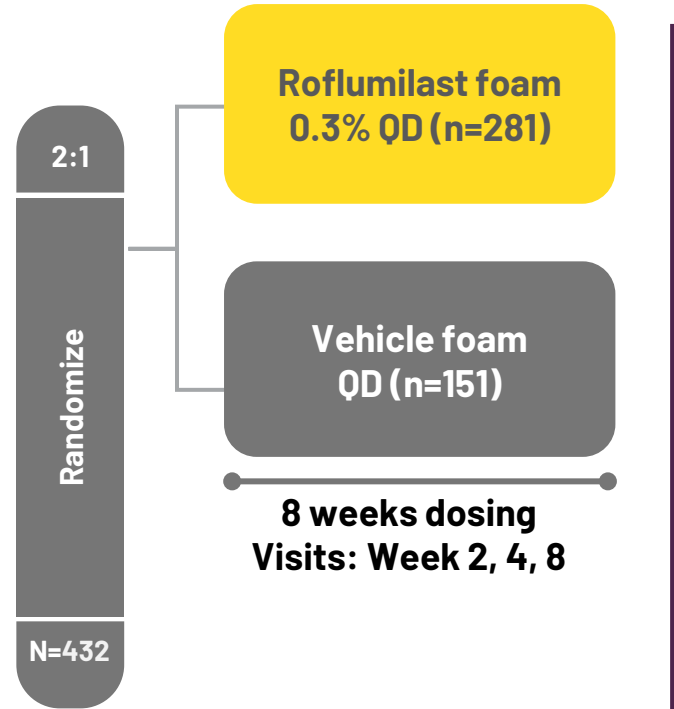 2:1
Randomize
N=432
Roflumilast foam
0.3% QD (n=281)
Vehicle foam
QD (n=151)
8 weeks dosing
Visits: Week 2, 4, 8